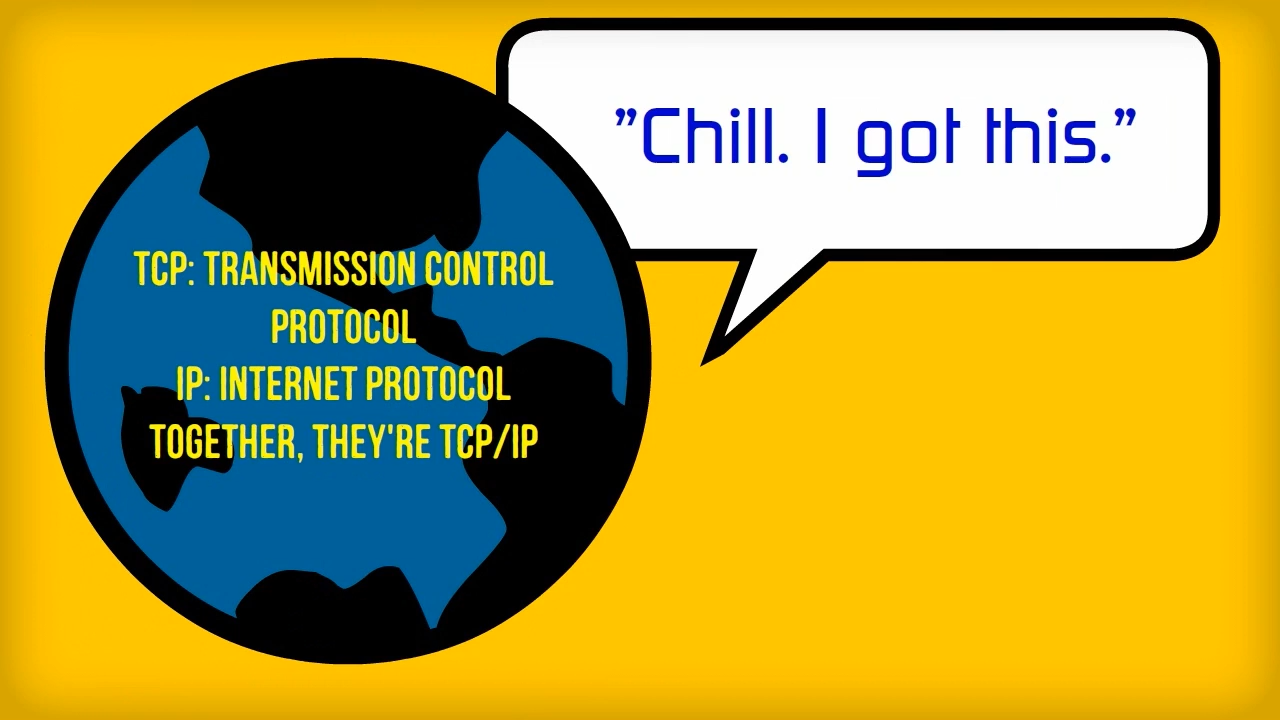 ”Chill. I got this.”
TCP: TRANSMISSION CONTROL
PROTOCOL
IP: INTERNET PROTOCOL
TOGETHER, THEY'RE TCP/IP